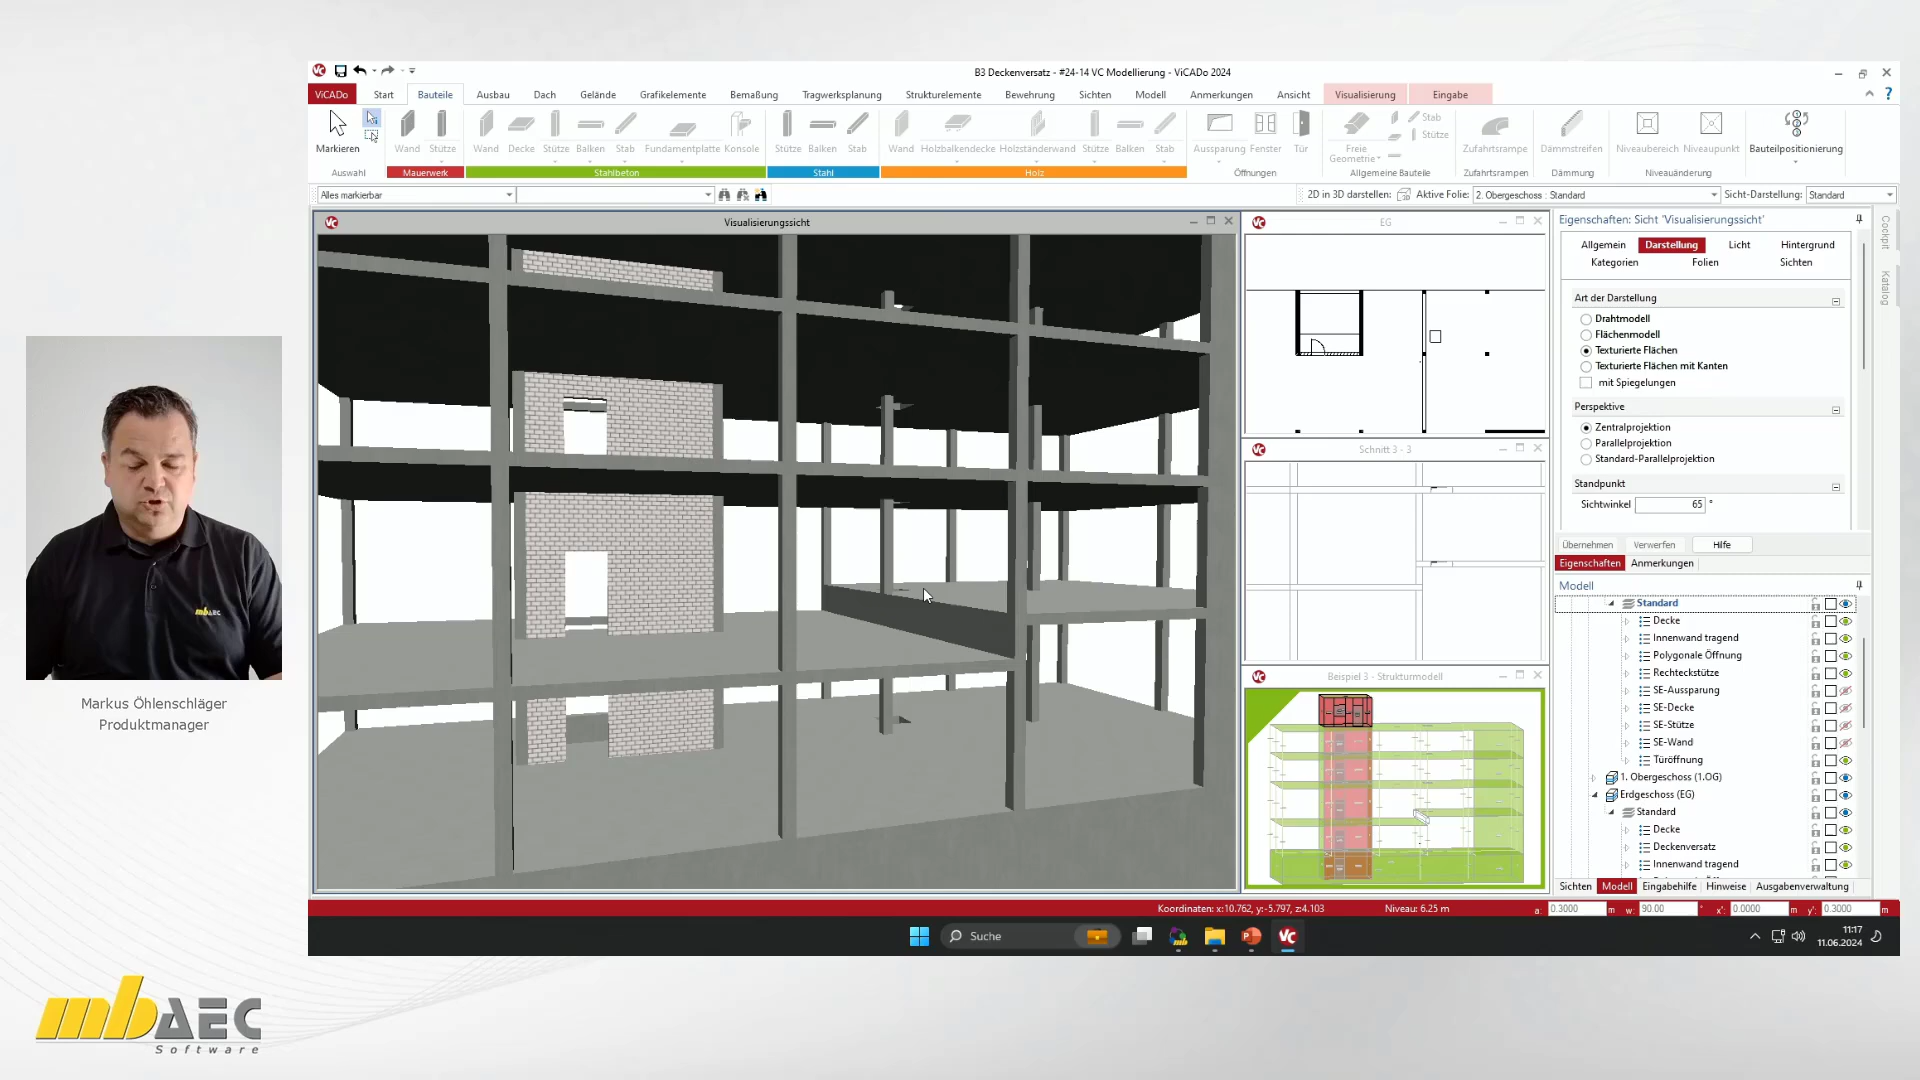 B3 Deckenversatz - #24-14 VC Modellierung - ViCADo 2024
ViCADo Start Bauteile Ausbau Dach Gelände Grafikelemente Bemaßung Tragwerksplanung Strukturelemente Bewehrung Sichten Modell Anmerkungen Ansicht Visualisierung Eingabe
Markieren Wand Stütze Wand Decke Stütze Balken Stab Fundamentplatte Konsole Stütze Balken Stab Wand Holzbalkendecke Holzständerwand Stütze Balken Stab Aussparung Fenster Tür Freie Geometrie Stab Stütze Zufahrtsrampe Dämmstreifen Niveaubereich Niveaupunkt Bauteilpositionierung
Auswahl Mauerwerk Stahlbeton Stahl Holz Öffnungen Allgemeine Bauteile Zufahrtsrampen Dämmung Niveauänderung
Alles markierbar 2D in 3D darstellen: Aktive Folie: 2. Obergeschoss : Standard Sicht-Darstellung: Standard
Visualisierungssicht
EG
Schnitt 3 - 3
Beispiel 3 - Strukturmodell
Eigenschaften: Sicht 'Visualisierungssicht'
Allgemein Darstellung Licht Hintergrund
Kategorien Folien Sichten
Art der Darstellung
Drahtmodell
Flächenmodell
Texturierte Flächen
Texturierte Flächen mit Kanten
mit Spiegelungen
Perspektive
Zentralprojektion
Parallelprojektion
Standard-Parallelprojektion
Standpunkt
Sichtwinkel 65 °
Übernehmen Verwerfen Hilfe
Eigenschaften Anmerkungen
Modell
Standard
Decke
Innenwand tragend
Polygonale Öffnung
Rechteckstütze
SE-Aussparung
SE-Decke
SE-Stütze
SE-Wand
Türöffnung
1. Obergeschoss (1.OG)
Erdgeschoss (EG)
Standard
Decke
Deckenversatz
Innenwand tragend
Sichten Modell Eingabehilfe Hinweise Ausgabenverwaltung
Cockpit
Katalog
Koordinaten: x:10.762, y:-5.797, z:4.103 Niveau: 6.25 m a: 0.3000 m w: 90.00 ° x': 0.0000 m y': 0.3000 m
Suche
11:17
11.06.2024
mb AEC
Markus Öhlenschläger
Produktmanager
mb AEC
Software